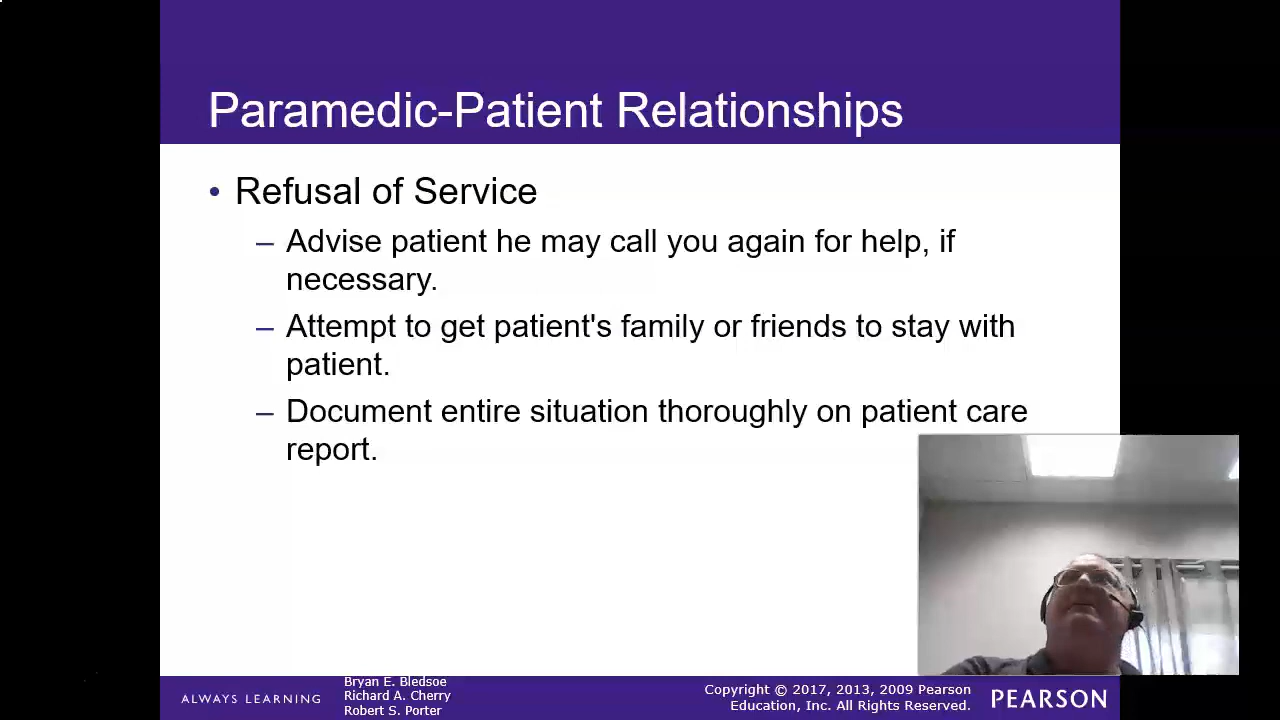 Paramedic-Patient Relationships
• Refusal of Service
– Advise patient he may call you again for help, if
necessary.
– Attempt to get patient's family or friends to stay with
patient.
– Document entire situation thoroughly on patient care
report.
ALWAYS LEARNING
Bryan E. Bledsoe
Richard A. Cherry
Robert S. Porter
Copyright © 2017, 2013, 2009 Pearson
Education, Inc. All Rights Reserved.
PEARSON